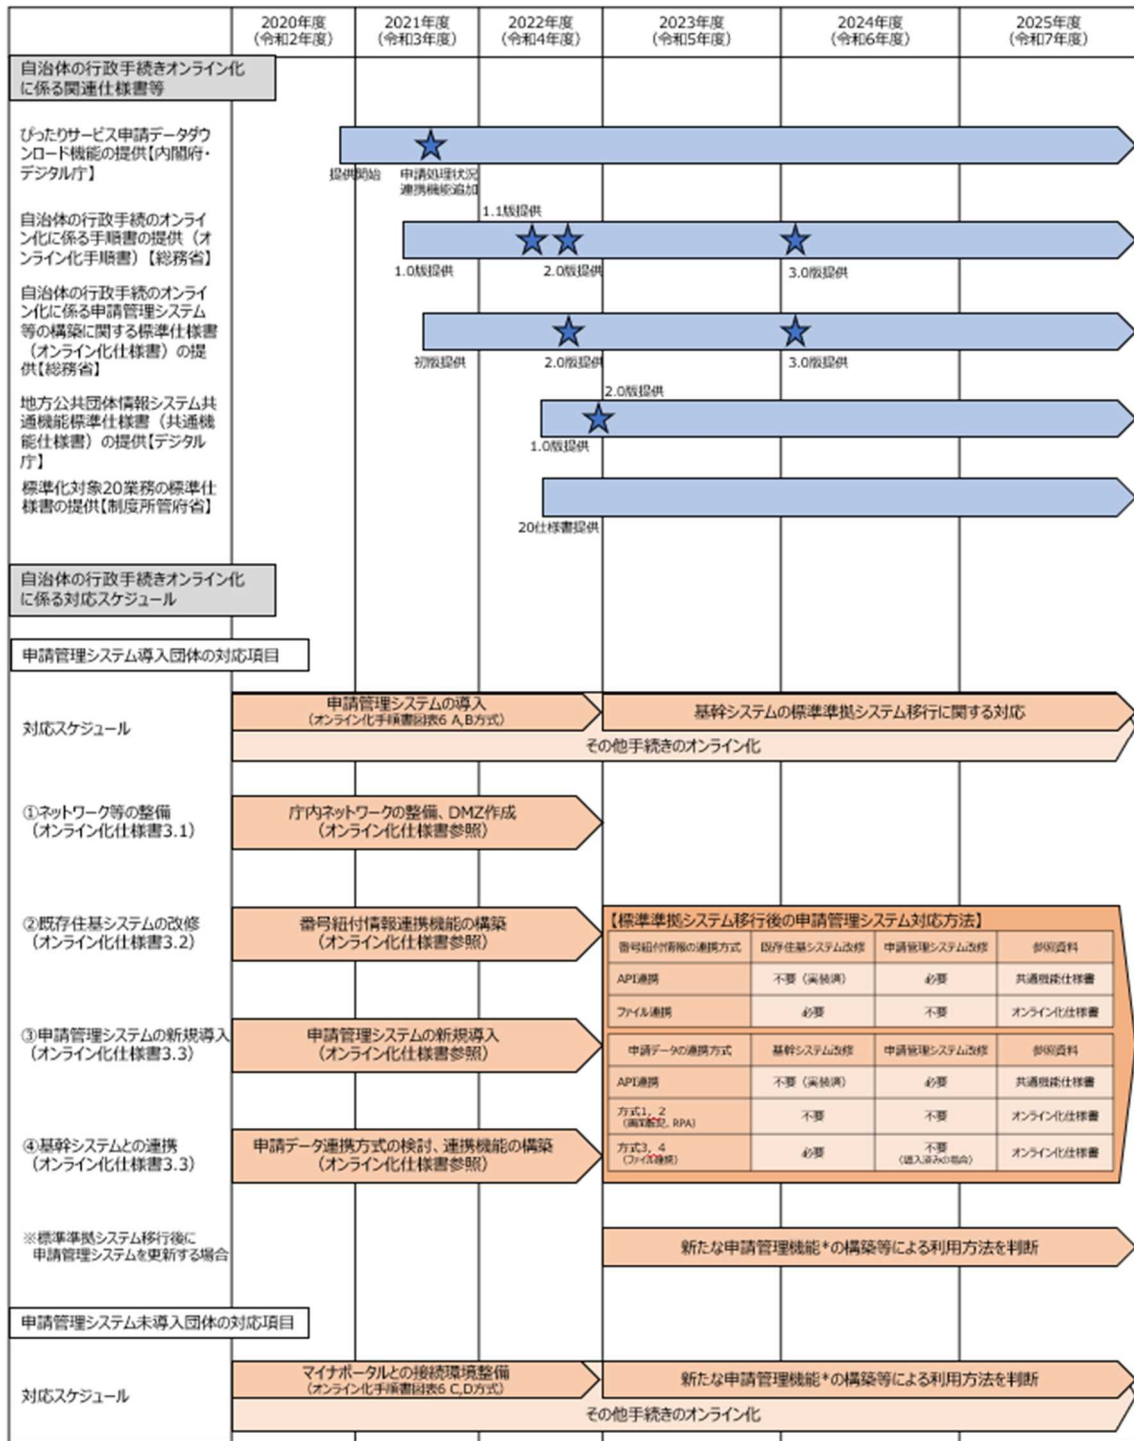 2020年度
(令和2年度)
2021年度
(令和3年度)
2022年度
(令和4年度)
2023年度
(令和5年度)
2024年度
(令和6年度)
2025年度
(令和7年度)
自治体の行政手続きオンライン化
に係る関連仕様書等
ぴったりサービス申請データダウ
ンロード機能の提供【内閣府・
デジタル庁】
提供開始
申請処理状況
連携機能追加
自治体の行政手続のオンライ
ン化に係る手順書の提供（オ
ンライン化手順書）【総務省】
1.1版提供
1.0版提供
2.0版提供
3.0版提供
自治体の行政手続のオンライ
ン化に係る申請管理システム
等の構築に関する標準仕様書
（オンライン化仕様書）の提
供【総務省】
初版提供
2.0版提供
3.0版提供
地方公共団体情報システム共
通機能標準仕様書（共通機
能仕様書）の提供【デジタル
庁】
2.0版提供
1.0版提供
標準化対象20業務の標準仕
様書の提供【制度所管府省】
20仕様書提供
自治体の行政手続きオンライン化
に係る対応スケジュール
申請管理システム導入団体の対応項目
対応スケジュール
申請管理システムの導入
(オンライン化手順書図表6 A,B方式)
基幹システムの標準準拠システム移行に関する対応
その他手続きのオンライン化
①ネットワーク等の整備
（オンライン化仕様書3.1）
庁内ネットワークの整備、DMZ作成
（オンライン化仕様書参照）
②既存住基システムの改修
（オンライン化仕様書3.2）
番号紐付情報連携機能の構築
（オンライン化仕様書参照）
【標準準拠システム移行後の申請管理システム対応方法】
番号紐付情報の連携方式 既存住基システム改修 申請管理システム改修 参照資料
API連携 不要（実装済） 必要 共通機能仕様書
ファイル連携 必要 不要 オンライン化仕様書
③申請管理システムの新規導入
（オンライン化仕様書3.3）
申請管理システムの新規導入
（オンライン化仕様書参照）
申請データの連携方式 基幹システム改修 申請管理システム改修 参照資料
API連携 不要（実装済） 必要 共通機能仕様書
方式1, 2 不要 不要 オンライン化仕様書
（画面転記, RPA）
方式3, 4 必要 不要 オンライン化仕様書
（ファイル連携） （導入済みの場合）
④基幹システムとの連携
（オンライン化仕様書3.3）
申請データ連携方式の検討、連携機能の構築
（オンライン化仕様書参照）
※標準準拠システム移行後に
申請管理システムを更新する場合
新たな申請管理機能*の構築等による利用方法を判断
申請管理システム未導入団体の対応項目
対応スケジュール
マイナポータルとの接続環境整備
(オンライン化手順書図表6 C,D方式)
新たな申請管理機能*の構築等による利用方法を判断
その他手続きのオンライン化